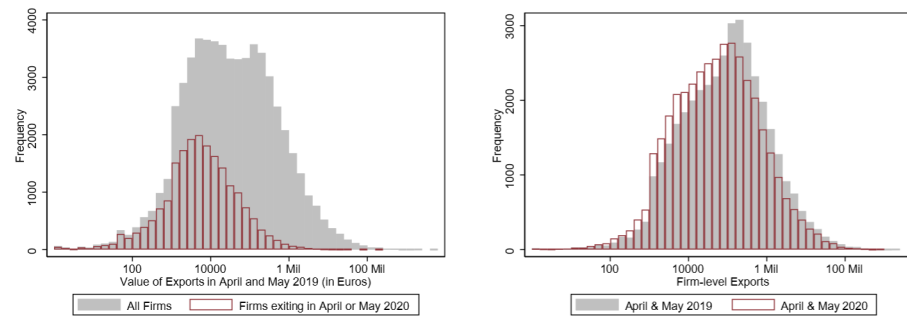 4000
3000
2000
1000
0
Frequency
100
10000
1 Mil
100 Mil
Value of Exports in April and May 2019 (in Euros)
All Firms
Firms exiting in April or May 2020
3000
2000
1000
0
Frequency
100
10000
1 Mil
100 Mil
Firm-level Exports
April & May 2019
April & May 2020